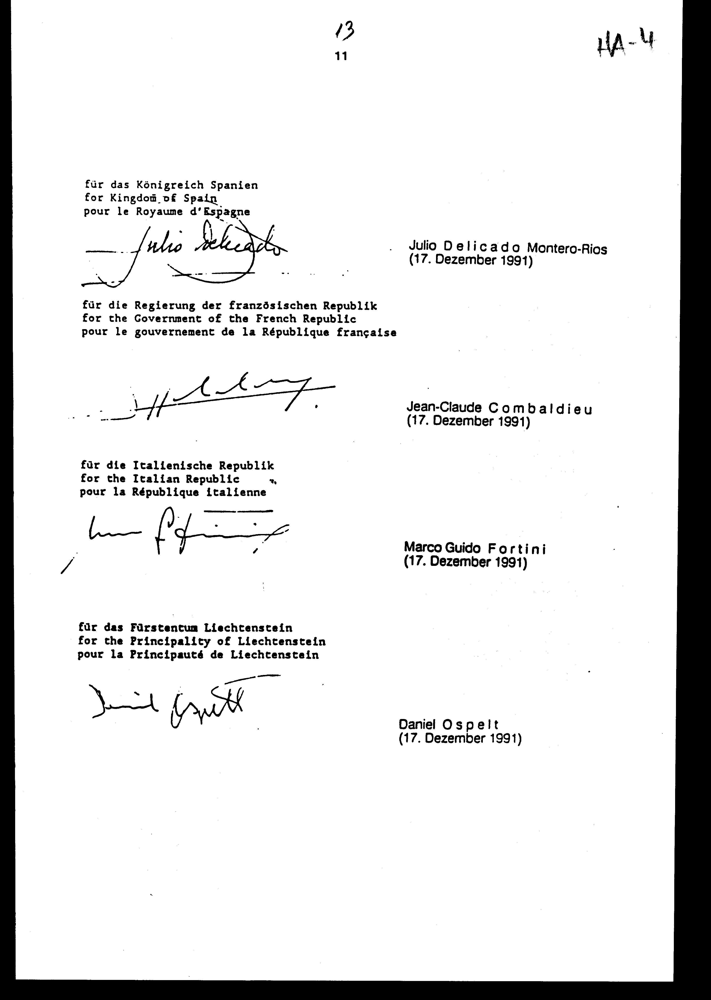 13
11
HA-4
für das Königreich Spanien
for Kingdom of Spain
pour le Royaume d'Espagne
Julio Delicado
Julio Delicado Montero-Rios
(17. Dezember 1991)
für die Regierung der französischen Republik
for the Government of the French Republic
pour le gouvernement de la République française
Jean-Claude Combaldieu
(17. Dezember 1991)
für die Italienische Republik
for the Italian Republic
pour la République italienne
Marco Guido Fortini
(17. Dezember 1991)
für das Fürstentum Liechtenstein
for the Principality of Liechtenstein
pour la Principauté de Liechtenstein
Daniel Ospelt
Daniel Ospelt
(17. Dezember 1991)